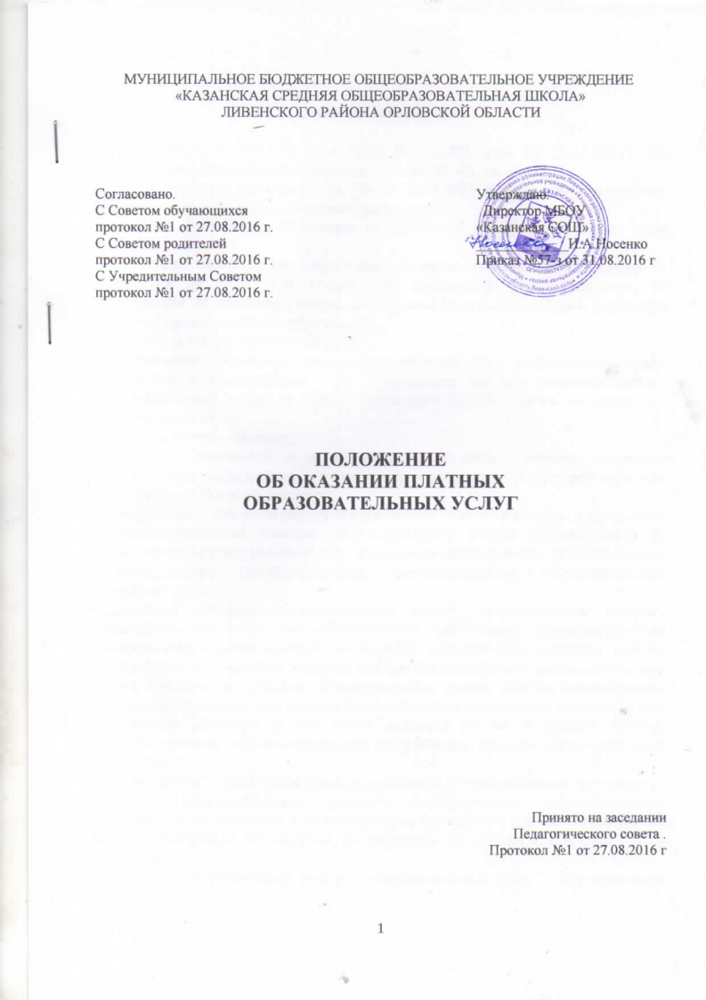 МУНИЦИПАЛЬНОЕ БЮДЖЕТНОЕ ОБЩЕОБРАЗОВАТЕЛЬНОЕ УЧРЕЖДЕНИЕ
«КАЗАНСКАЯ СРЕДНЯЯ ОБЩЕОБРАЗОВАТЕЛЬНАЯ ШКОЛА»
ЛИВЕНСКОГО РАЙОНА ОРЛОВСКОЙ ОБЛАСТИ
Согласовано.
С Советом обучающихся
протокол №1 от 27.08.2016 г.
С Советом родителей
протокол №1 от 27.08.2016 г.
С Учредительным Советом
протокол №1 от 27.08.2016 г.
Утверждаю.
Директор МБОУ
«Казанская СОШ»
И.А.Носенко
Приказ №57-з от 31.08.2016 г
ПОЛОЖЕНИЕ
ОБ ОКАЗАНИИ ПЛАТНЫХ
ОБРАЗОВАТЕЛЬНЫХ УСЛУГ
Принято на заседании
Педагогического совета .
Протокол №1 от 27.08.2016 г
1